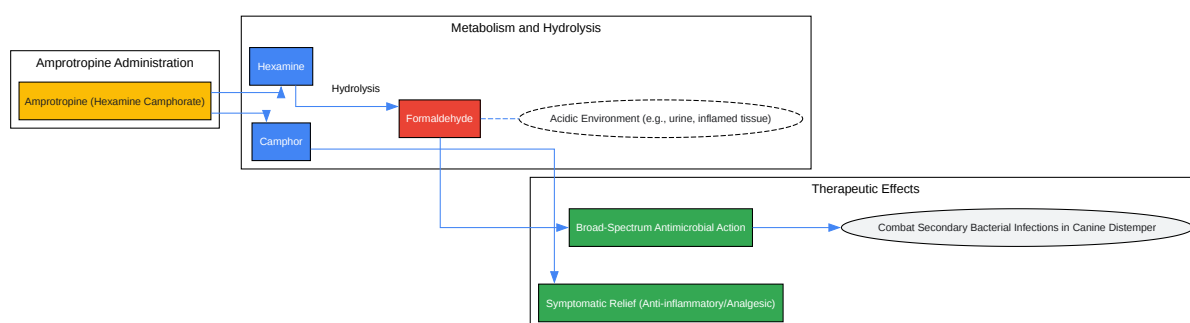 Metabolism and Hydrolysis
Amprotropine Administration
Hexamine
Amprotropine (Hexamine Camphorate)
Hydrolysis
Formaldehyde
Acidic Environment (e.g., urine, inflamed tissue)
Camphor
Therapeutic Effects
Broad-Spectrum Antimicrobial Action
Combat Secondary Bacterial Infections in Canine Distemper
Symptomatic Relief (Anti-inflammatory/Analgesic)